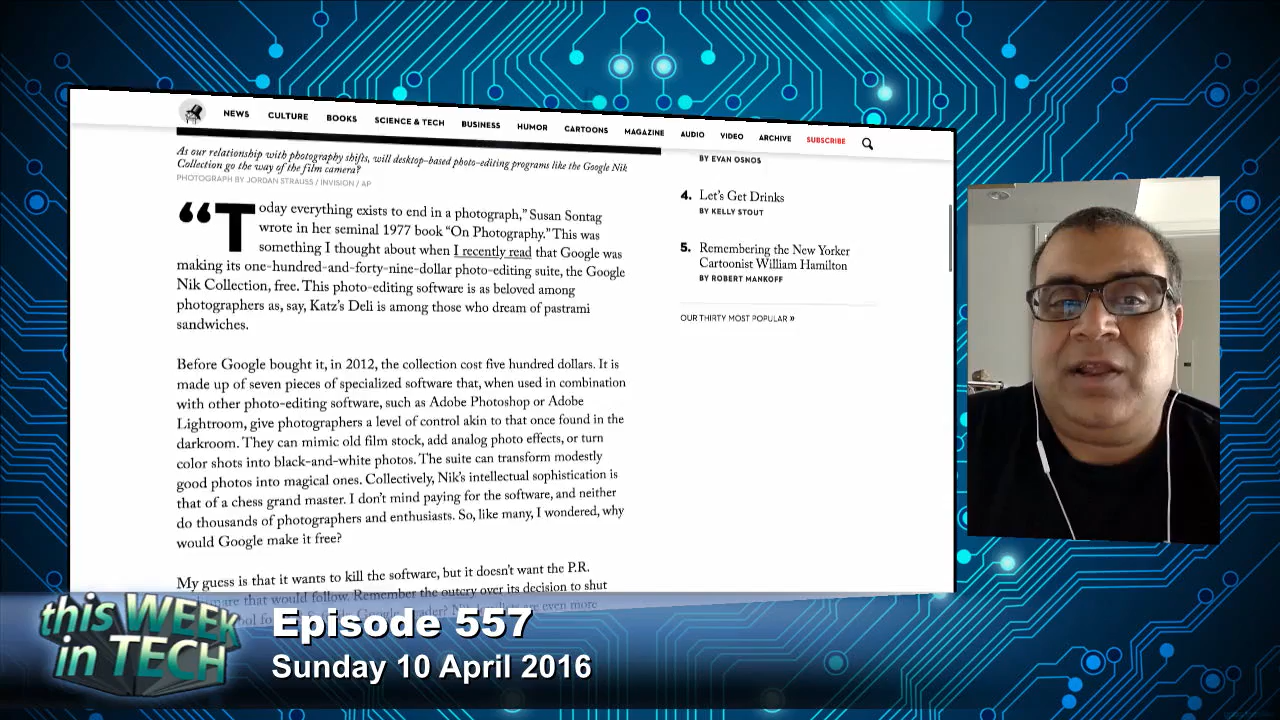 NEWS CULTURE BOOKS SCIENCE & TECH BUSINESS HUMOR CARTOONS MAGAZINE AUDIO VIDEO ARCHIVE SUBSCRIBE
As our relationship with photography shifts, will desktop-based photo-editing programs like the Google Nik
Collection go the way of the film camera?
PHOTOGRAPH BY JORDAN STRAUSS / INVISION / AP
“Today everything exists to end in a photograph,” Susan Sontag
wrote in her seminal 1977 book “On Photography.” This was
something I thought about when I recently read that Google was
making its one-hundred-and-forty-nine-dollar photo-editing suite, the Google
Nik Collection, free. This photo-editing software is as beloved among
photographers as, say, Katz’s Deli is among those who dream of pastrami
sandwiches.
Before Google bought it, in 2012, the collection cost five hundred dollars. It is
made up of seven pieces of specialized software that, when used in combination
with other photo-editing software, such as Adobe Photoshop or Adobe
Lightroom, give photographers a level of control akin to that once found in the
darkroom. They can mimic old film stock, add analog photo effects, or turn
color shots into black-and-white photos. The suite can transform modestly
good photos into magical ones. Collectively, Nik’s intellectual sophistication is
that of a chess grand master. I don’t mind paying for the software, and neither
do thousands of photographers and enthusiasts. So, like many, I wondered, why
would Google make it free?
My guess is that it wants to kill the software, but it doesn’t want the P.R.
that would follow. Remember the outcry over its decision to shut
Google Reader? are even more
BY EVAN OSNOS
4. Let’s Get Drinks
BY KELLY STOUT
5. Remembering the New Yorker
Cartoonist William Hamilton
BY ROBERT MANKOFF
OUR THIRTY MOST POPULAR »
this WEEK
in TECH
Episode 557
Sunday 10 April 2016